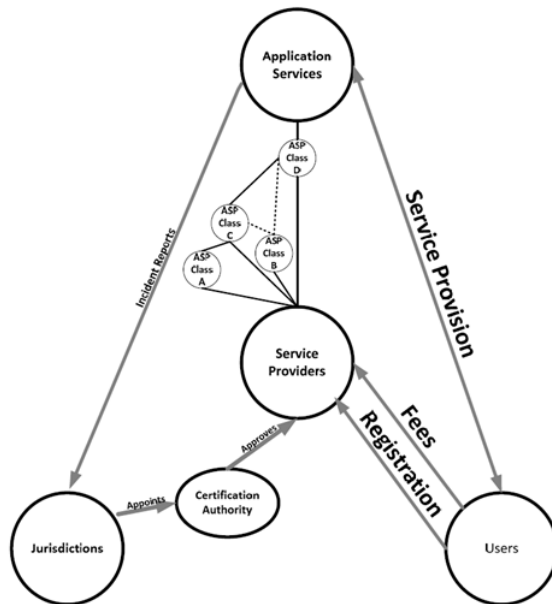 Application
Services
ASP
Class
D
ASP
Class
C
ASP
Class
B
ASP
Class
A
Incident Reports
Service Provision
Service
Providers
Fees
Registration
Approves
Appoints
Certification
Authority
Jurisdictions
Users